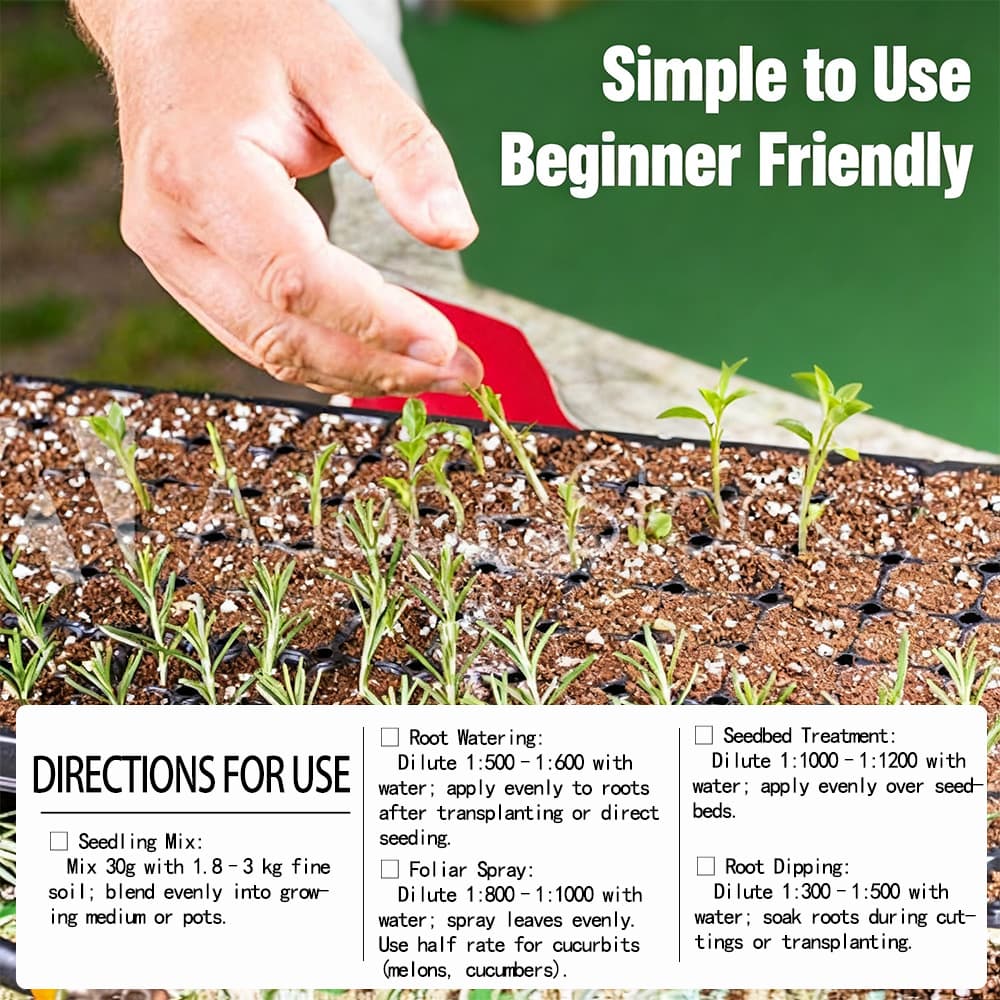 Simple to Use
Beginner Friendly
DIRECTIONS FOR USE
□ Seedling Mix:
Mix 30g with 1.8-3 kg fine
soil; blend evenly into grow-
ing medium or pots.
□ Root Watering:
Dilute 1:500-1:600 with
water; apply evenly to roots
after transplanting or direct
seeding.
□ Foliar Spray:
Dilute 1:800-1:1000 with
water; spray leaves evenly.
Use half rate for cucurbits
(melons, cucumbers).
□ Seedbed Treatment:
Dilute 1:1000-1:1200 with
water; apply evenly over seed-
beds.
□ Root Dipping:
Dilute 1:300-1:500 with
water; soak roots during cut-
tings or transplanting.